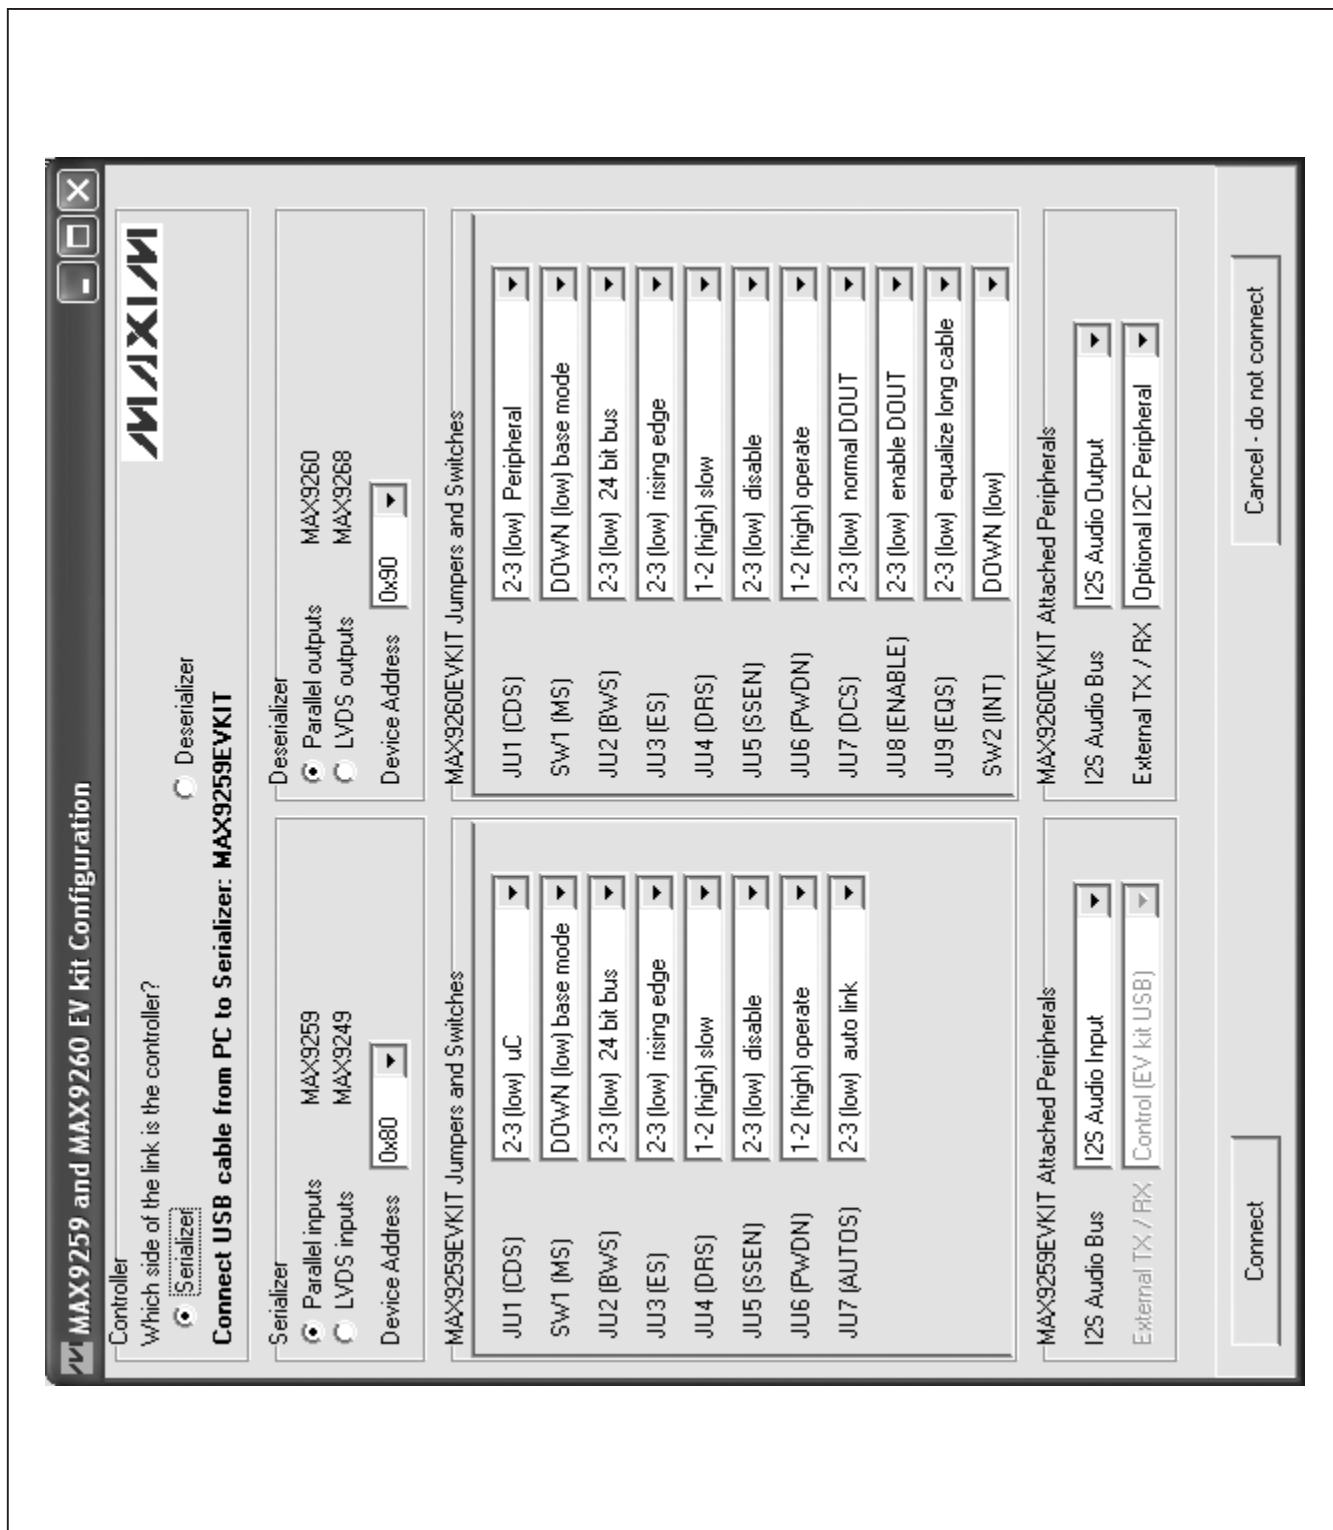 MAX9259 and MAX9260 EV kit Configuration
Controller
Which side of the link is the controller?
Serializer
Deserializer
MAXIM
Connect USB cable from PC to Serializer: MAX9259EVKIT
Serializer
Parallel inputs MAX9259
LVDS inputs MAX9249
Device Address 0x80
Deserializer
Parallel outputs MAX9260
LVDS outputs MAX9268
Device Address 0x90
MAX9259EVKIT Jumpers and Switches
JU1 (CDS) 2-3 (low) uC
SW1 (MS) DOWN (low) base mode
JU2 (BWS) 2-3 (low) 24 bit bus
JU3 (ES) 2-3 (low) rising edge
JU4 (DRS) 1-2 (high) slow
JU5 (SSEN) 2-3 (low) disable
JU6 (PWDN) 1-2 (high) operate
JU7 (AUTOS) 2-3 (low) auto link
MAX9260EVKIT Jumpers and Switches
JU1 (CDS) 2-3 (low) Peripheral
SW1 (MS) DOWN (low) base mode
JU2 (BWS) 2-3 (low) 24 bit bus
JU3 (ES) 2-3 (low) rising edge
JU4 (DRS) 1-2 (high) slow
JU5 (SSEN) 2-3 (low) disable
JU6 (PWDN) 1-2 (high) operate
JU7 (DCS) 2-3 (low) normal DOUT
JU8 (ENABLE) 2-3 (low) enable DOUT
JU9 (EQS) 2-3 (low) equalize long cable
SW2 (INT) DOWN (low)
MAX9259EVKIT Attached Peripherals
I2S Audio Bus I2S Audio Input
External TX / RX Control (EV kit USB)
MAX9260EVKIT Attached Peripherals
I2S Audio Bus I2S Audio Output
External TX / RX Optional I2C Peripheral
Connect
Cancel - do not connect